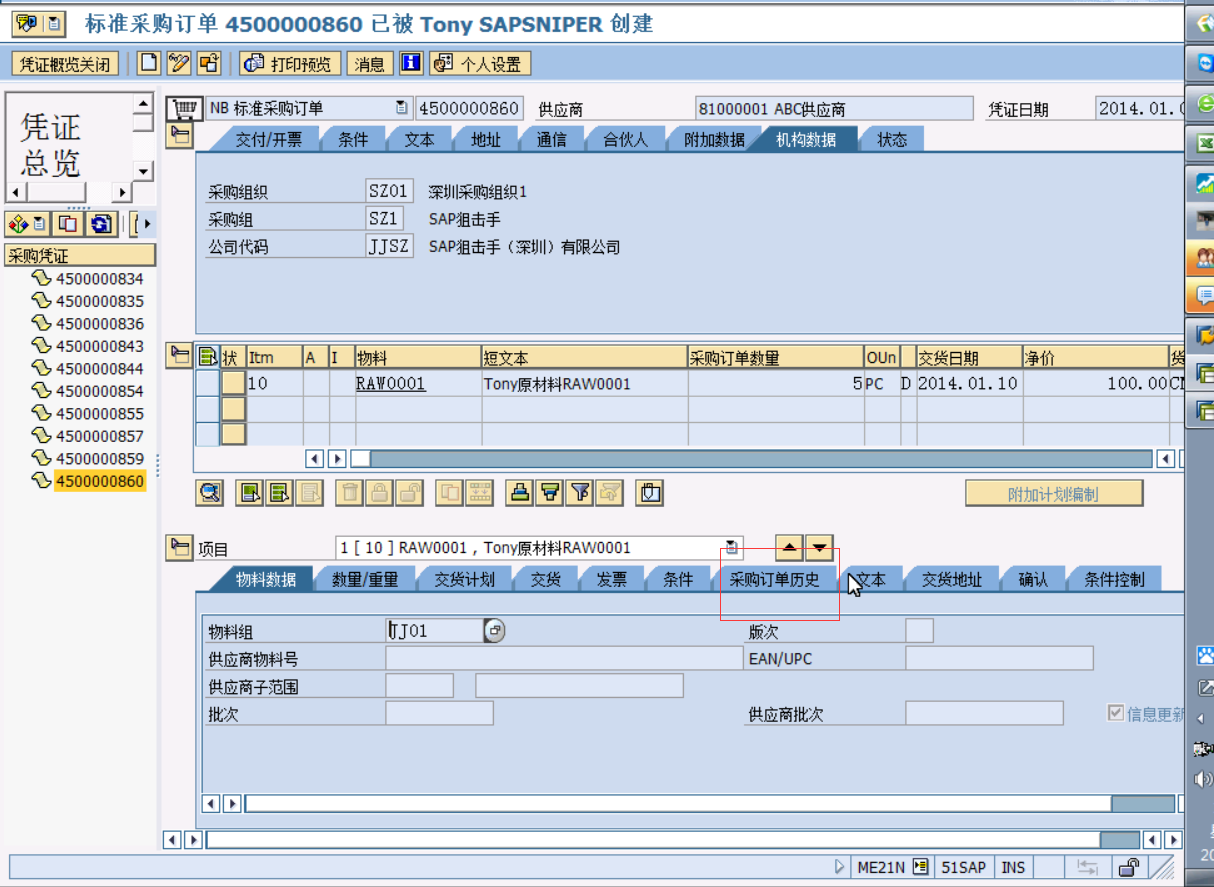 标准采购订单 4500000860 已被 Tony SAPSNIPER 创建
凭证概览关闭 打印预览 消息 个人设置
凭证
总览
NB 标准采购订单 4500000860 供应商 81000001 ABC供应商 凭证日期 2014.01.
交付/开票 条件 文本 地址 通信 合伙人 附加数据 机构数据 状态
采购组织 SZ01 深圳采购组织1
采购组 SZ1 SAP狙击手
公司代码 JJSZ SAP狙击手（深圳）有限公司
采购凭证
4500000834
4500000835
4500000836
4500000843
4500000844
4500000854
4500000855
4500000857
4500000859
4500000860
状 Itm A I 物料 短文本 采购订单数量 OUn 交货日期 净价 货
10 RAW0001 Tony原材料RAW0001 5 PC D 2014.01.10 100.00
附加计划编制
项目 1 [ 10 ] RAW0001 , Tony原材料RAW0001
物料数据 数量/重量 交货计划 交货 发票 条件 采购订单历史 文本 交货地址 确认 条件控制
物料组 JJ01 版次
供应商物料号 EAN/UPC
供应商子范围
批次 供应商批次 信息更新
ME21N 51SAP INS